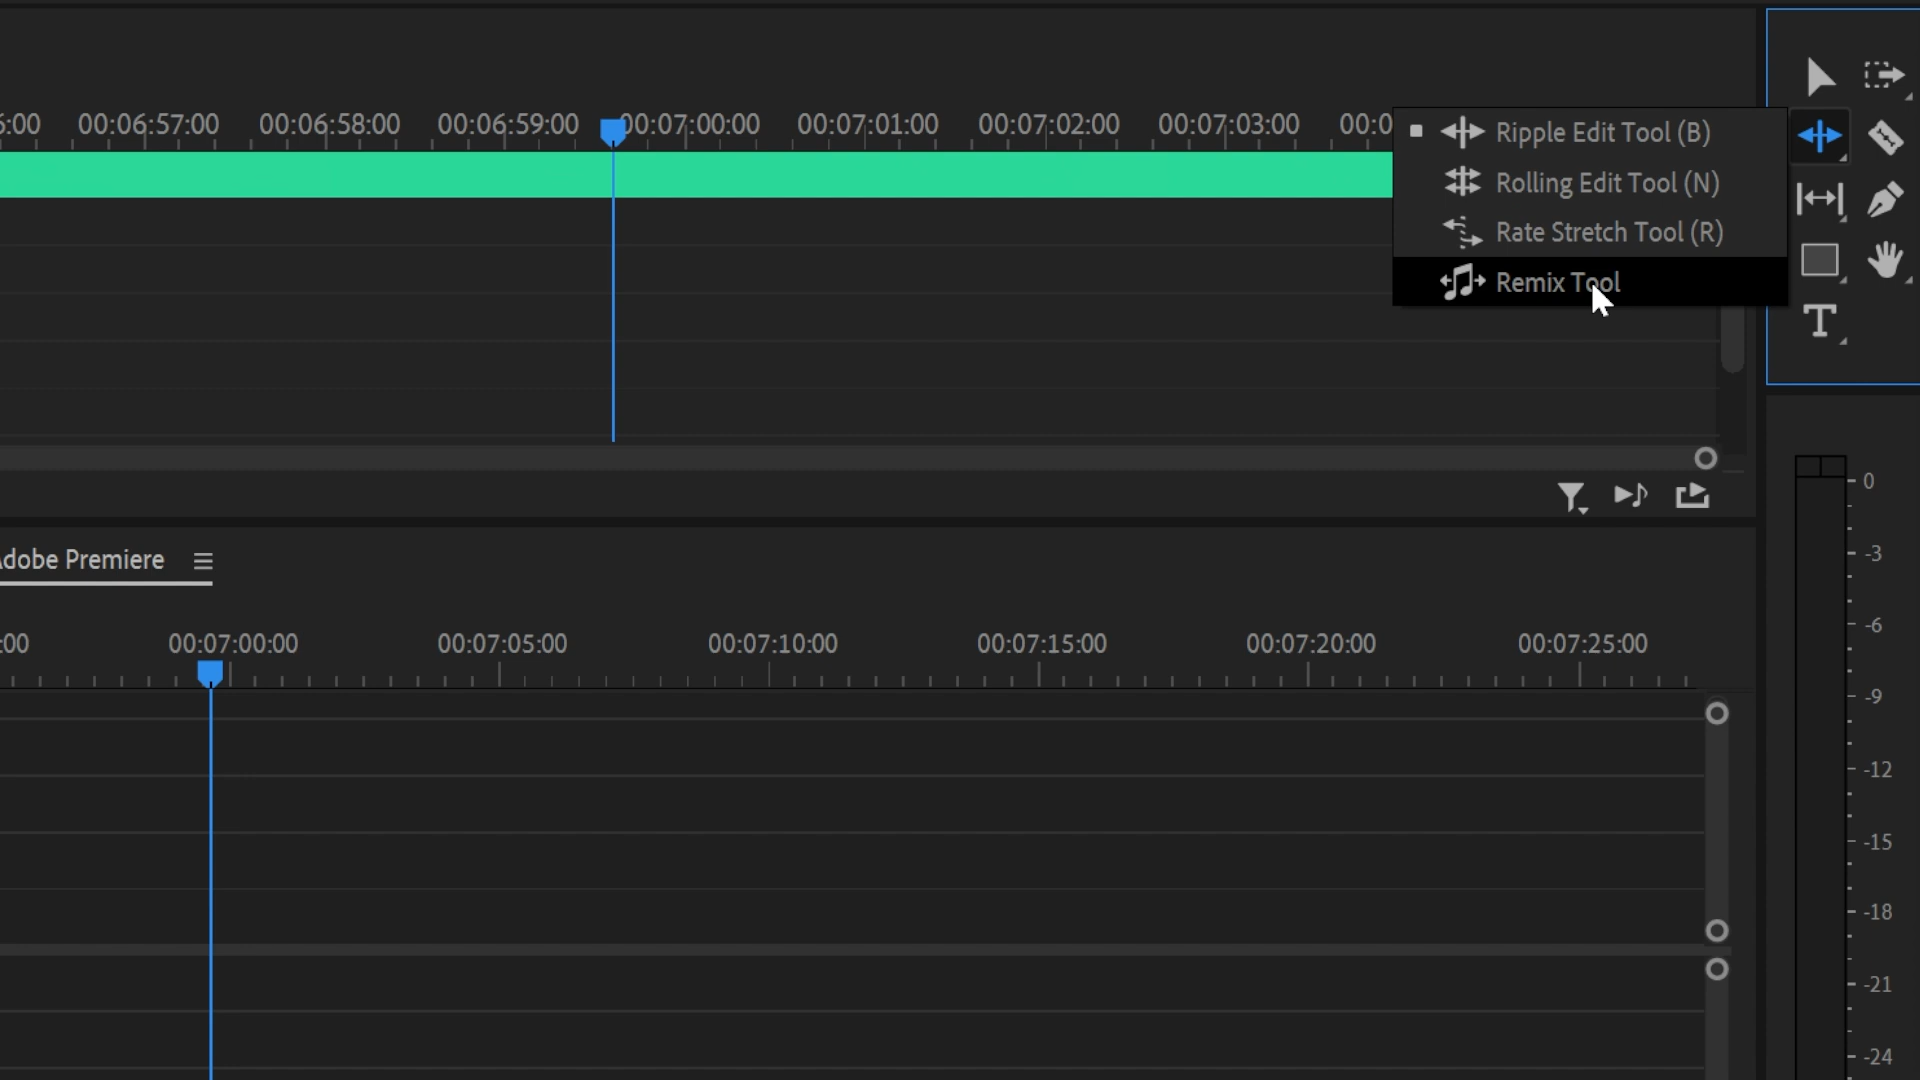 6:00 00:06:57:00 00:06:58:00 00:06:59:00 00:07:00:00 00:07:01:00 00:07:02:00 00:07:03:00 00:0
Ripple Edit Tool (B)
Rolling Edit Tool (N)
Rate Stretch Tool (R)
Remix Tool
T
0
-3
-6
-9
-12
-15
-18
-21
-24
Adobe Premiere
:00 00:07:00:00 00:07:05:00 00:07:10:00 00:07:15:00 00:07:20:00 00:07:25:00